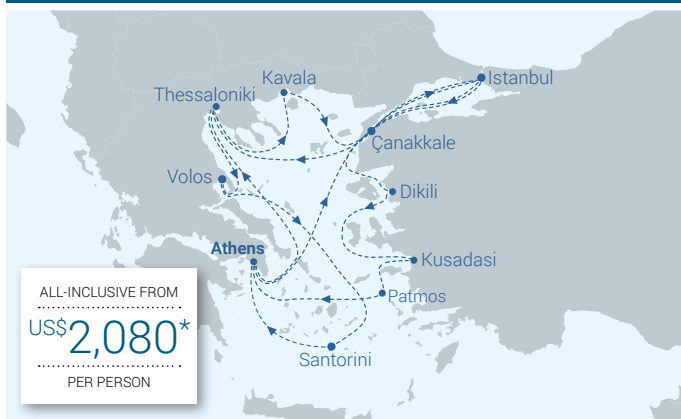 Kavala
Istanbul
Thessaloniki
Çanakkale
Volos
Dikili
Athens
Kusadasi
Patmos
Santorini
ALL-INCLUSIVE FROM
US$2,080*
PER PERSON